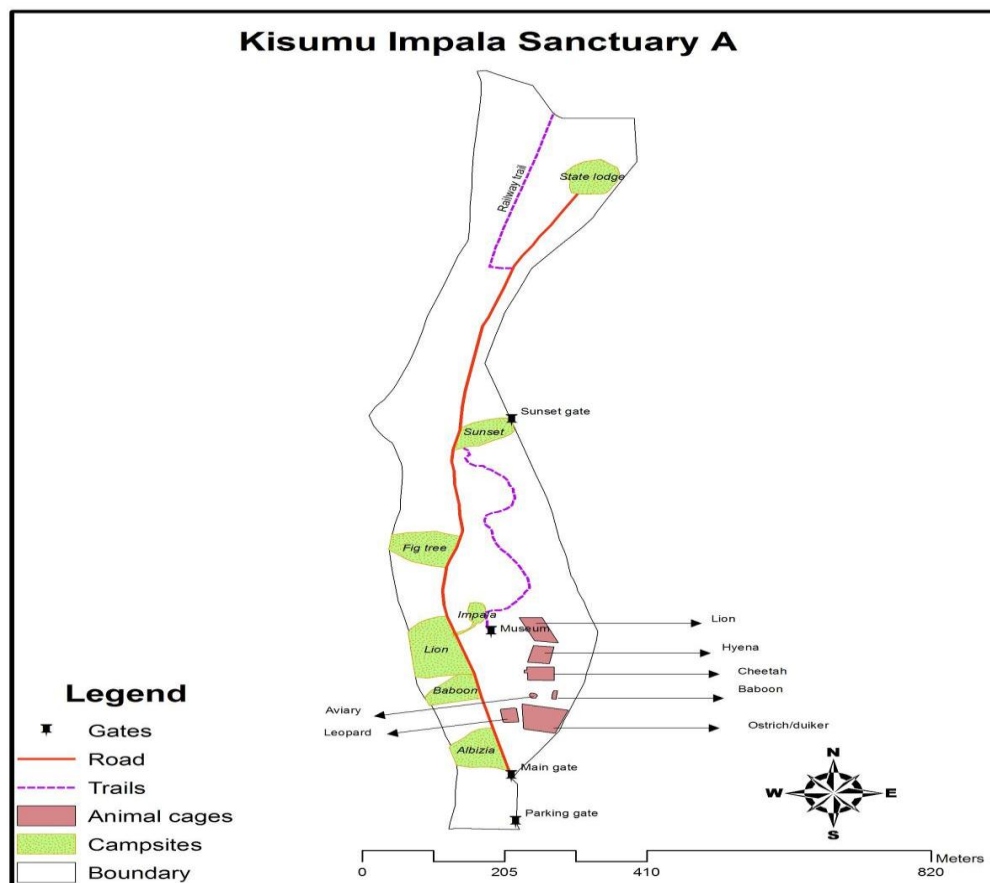 Kisumu Impala Sanctuary A
State lodge
Railway trail
Sunset gate
Sunset
Fig tree
Impala
Museum
Lion
Lion
Hyena
Cheetah
Baboon
Baboon
Aviary
Leopard
Ostrich/duiker
Albizia
Main gate
Parking gate
Legend
Gates
Road
Trails
Animal cages
Campsites
Boundary
N
W
E
S
Meters
0
205
410
820